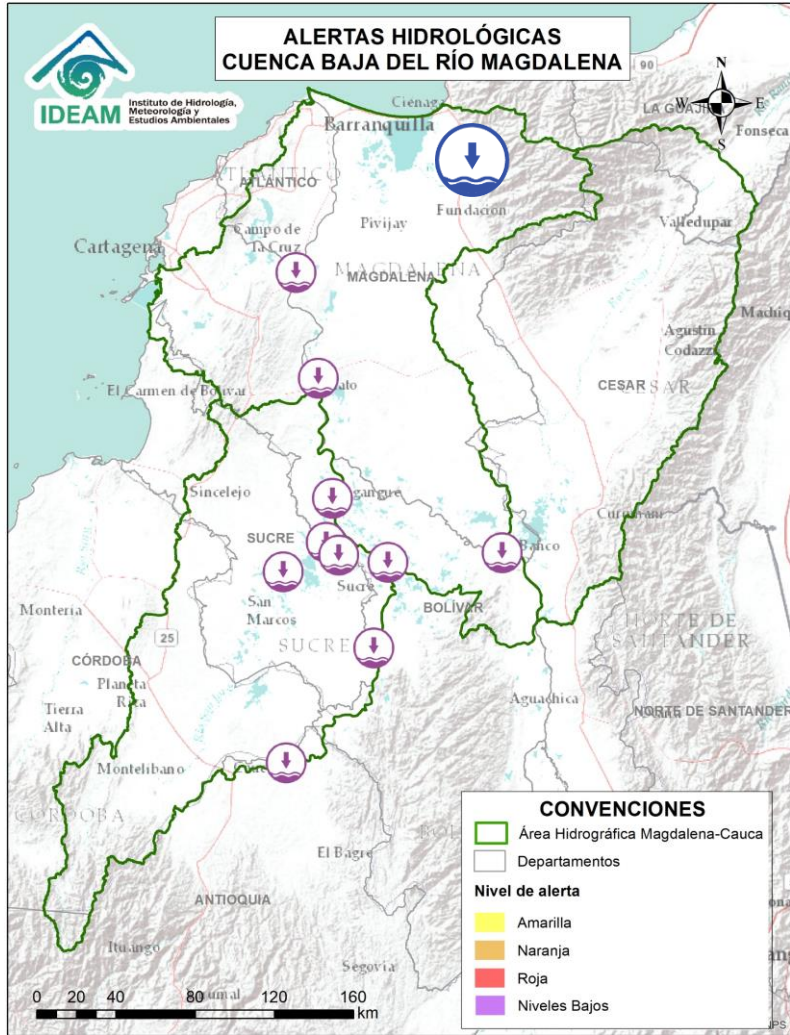 ALERTAS HIDROLÓGICAS
CUENCA BAJA DEL RÍO MAGDALENA
IDEAM
Instituto de Hidrología,
Meteorología y
Estudios Ambientales
N
W
E
S
90
LA GUAJIRA
Ciénaga
Barranquilla
Fonseca
ATLÁNTICO
ATLÁNTICO
Fundación
Pivijay
Valledupar
Campo de
la Cruz
Cartagena
MAGDALENA
MAGDALENA
Agustín
Codazzi
CESAR
CESAR
El Carmen de Bolívar
Sincelejo
Curumaní
SUCRE
Banco
Sucre
San
Marcos
BOLÍVAR
Montería
SUCRE
NORTE DE
SANTANDER
25
CÓRDOBA
Planeta
Rica
Tierra
Alta
Aguachica
NORTE DE SANTANDER
Montelíbano
CÓRDOBA
El Bagre
ANTIOQUIA
Ituango
Segovia
0 20 40 80 120 160
km
CONVENCIONES
Área Hidrográfica Magdalena-Cauca
Departamentos
Nivel de alerta
Amarilla
Naranja
Roja
Niveles Bajos